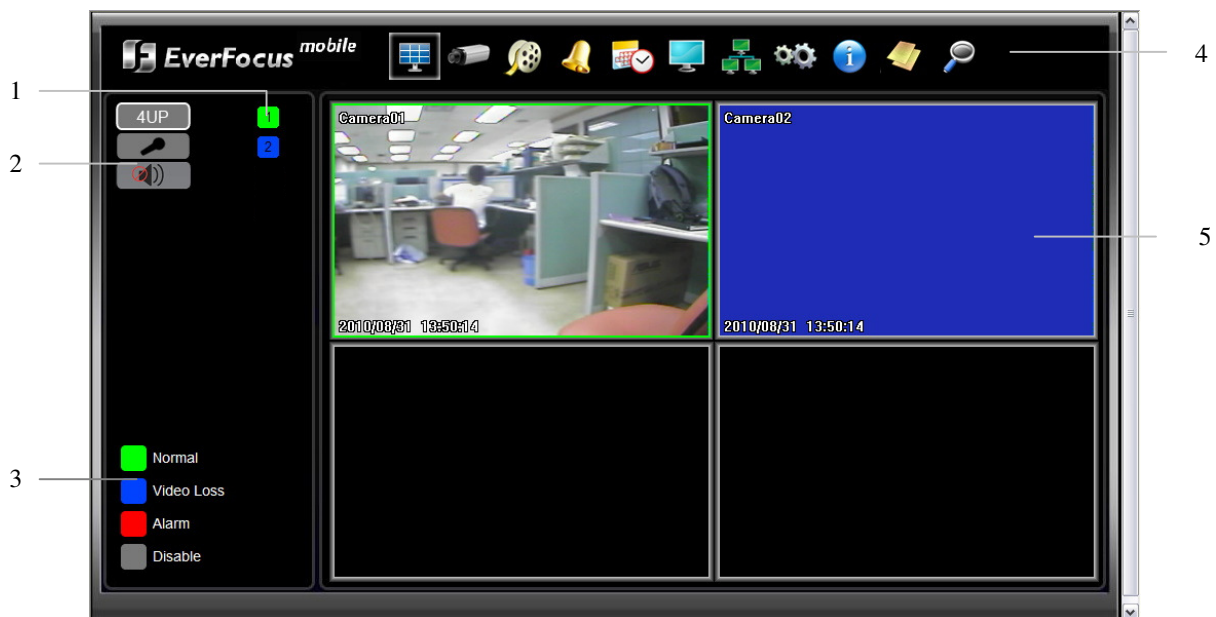 EverFocus mobile
4
1
4UP
1
2
2
Camera01
Camera02
5
2010/08/31 13:50:14
2010/08/31 13:50:14
3
Normal
Video Loss
Alarm
Disable